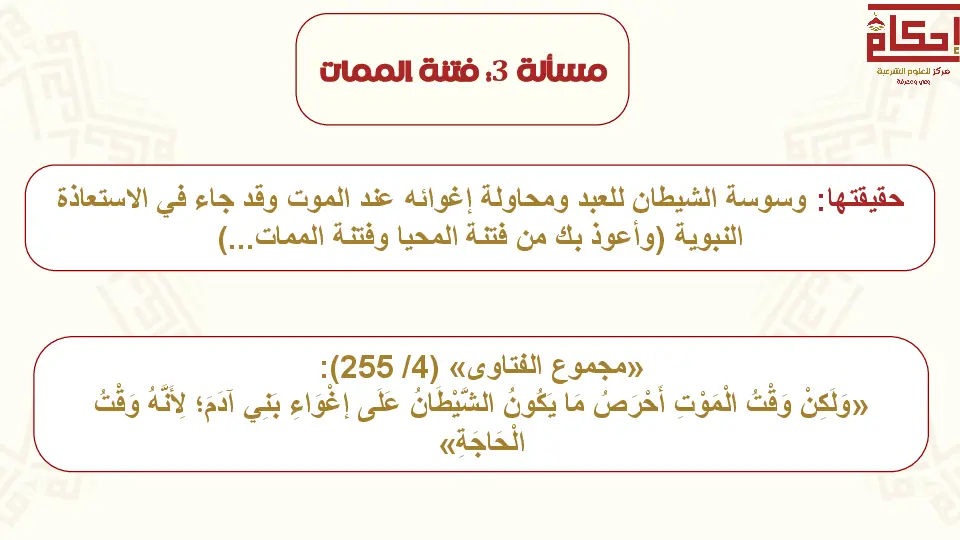 إحكام
مركز للعلوم الشرعية
وعي ومعرفة
مسألة 3: فتنة الممات
حقيقتها: وسوسة الشيطان للعبد ومحاولة إغوائه عند الموت وقد جاء في الاستعاذة
النبوية (وأعوذ بك من فتنة المحيا وفتنة الممات...)
«مجموع الفتاوى» (4/ 255):
«وَلَكِنْ وَقْتُ الْمَوْتِ أَحْرَصُ مَا يَكُونُ الشَّيْطَانُ عَلَى إغْوَاءِ بَنِي آدَمَ؛ لِأَنَّهُ وَقْتُ
الْحَاجَةِ»